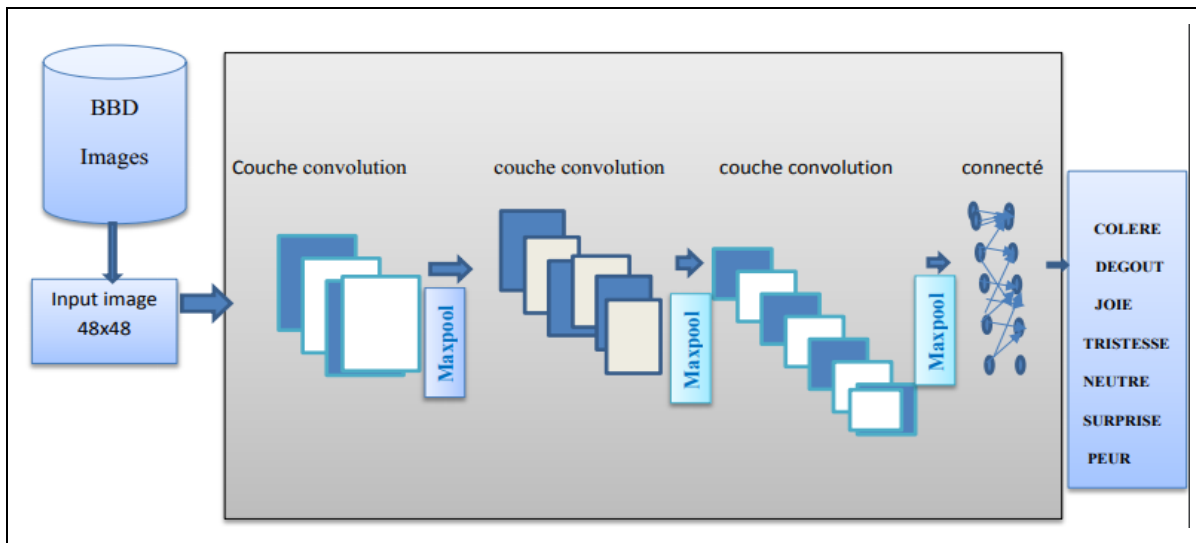 BBD
Images
Input image
48x48
Couche convolution
Maxpool
couche convolution
Maxpool
couche convolution
Maxpool
connecté
COLERE
DEGOUT
JOIE
TRISTESSE
NEUTRE
SURPRISE
PEUR